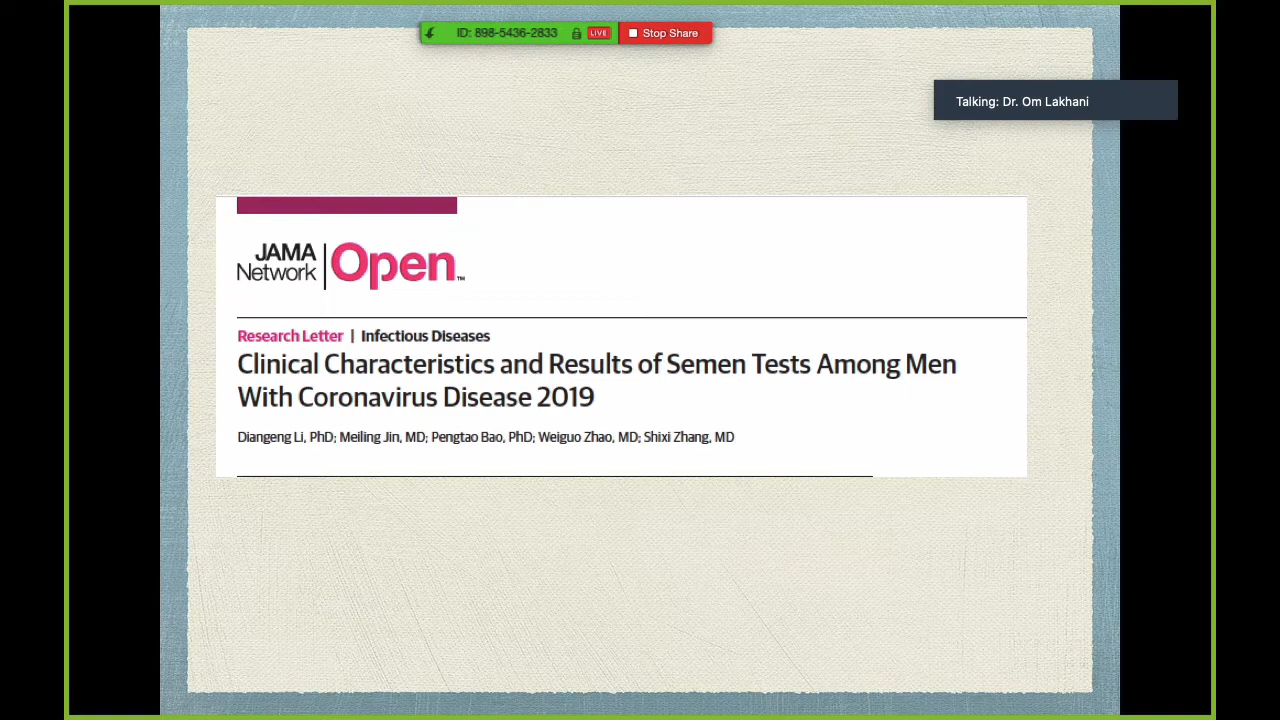 ID: 898-5436-2833 LIVE Stop Share
Talking: Dr. Om Lakhani
JAMA
Network
Open™
Research Letter | Infectious Diseases
Clinical Characteristics and Results of Semen Tests Among Men
With Coronavirus Disease 2019
Diangeng Li, PhD; Meiling Jin, MD; Pengtao Bao, PhD; Weiguo Zhao, MD; Shixi Zhang, MD